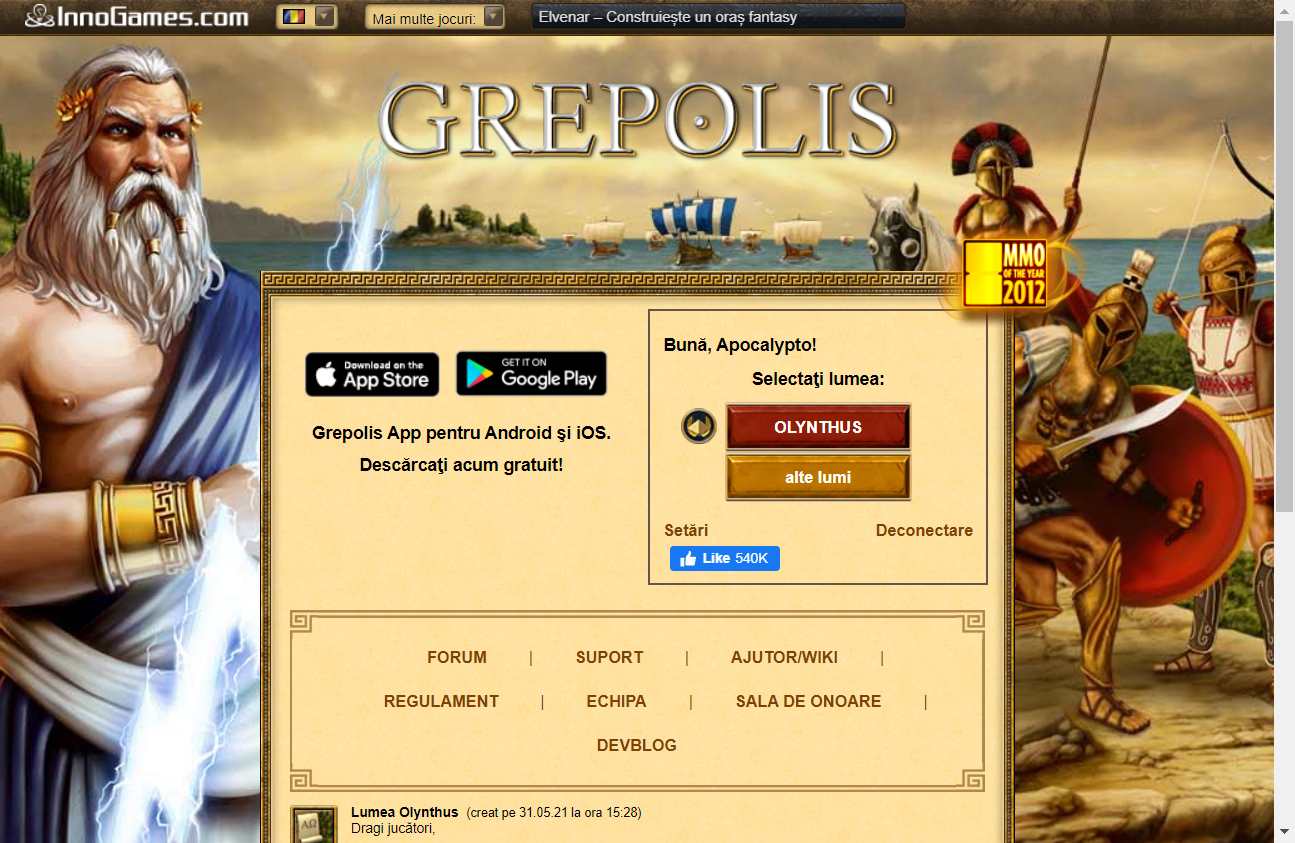 InnoGames.com
Mai multe jocuri:
Elvenar – Construiește un oraș fantasy
GREPOLIS
MMO
OF THE YEAR
2012
Bună, Apocalypto!
Selectaţi lumea:
Download on the
App Store
GET IT ON
Google Play
OLYNTHUS
Grepolis App pentru Android şi iOS.
Descărcaţi acum gratuit!
alte lumi
Setări
Deconectare
Like 540K
FORUM | SUPORT | AJUTOR/WIKI |
REGULAMENT | ECHIPA | SALA DE ONOARE |
DEVBLOG
ΑΩ
Lumea Olynthus (creat pe 31.05.21 la ora 15:28)
Dragi jucători,